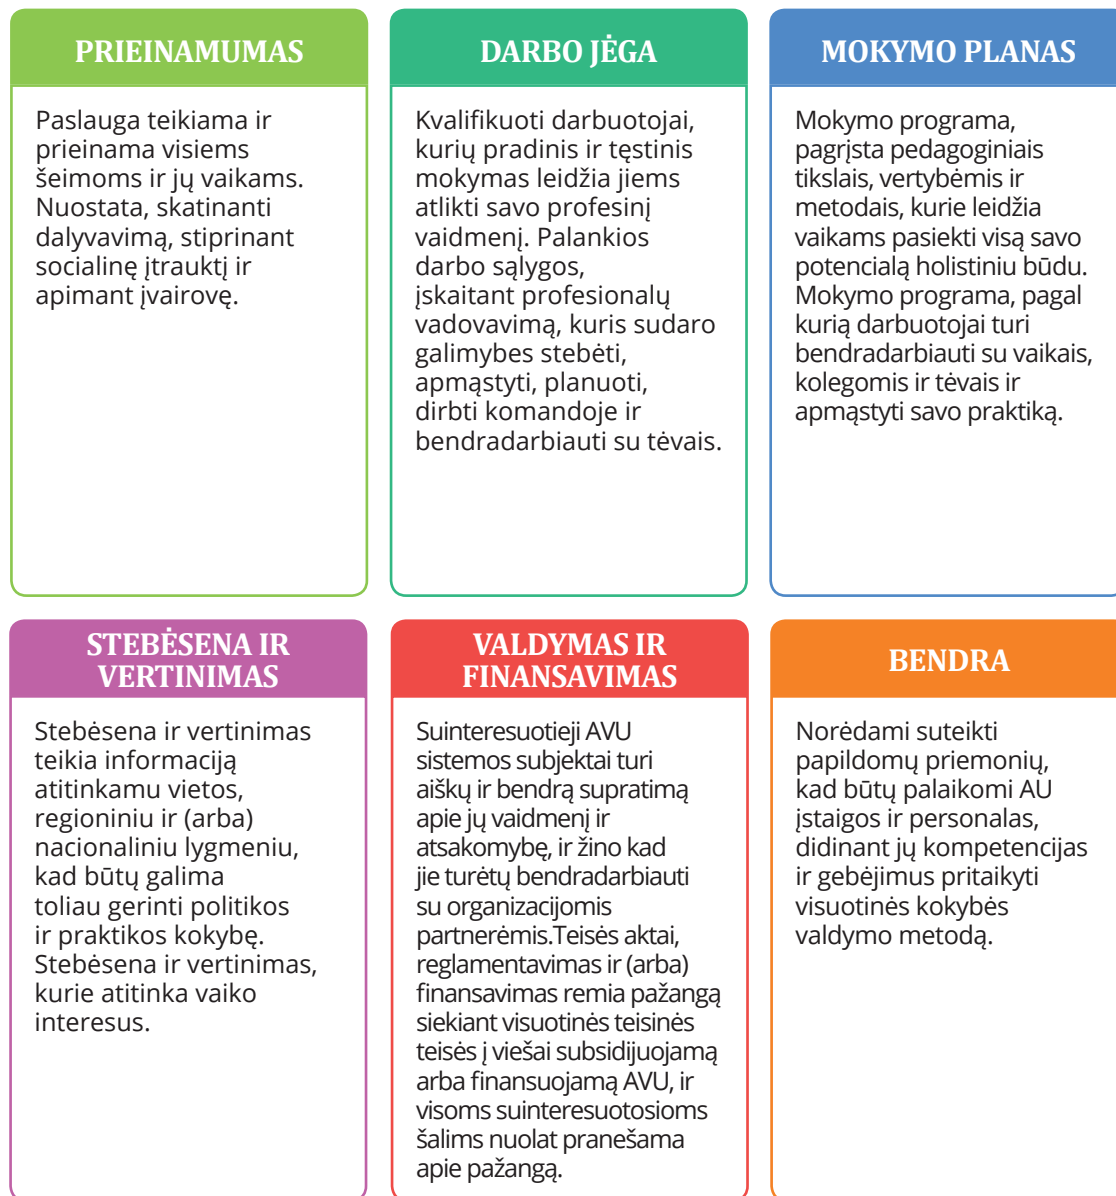 PRIEINAMUMAS
Paslauga teikiama ir
prieinama visiems
šeimoms ir jų vaikams.
Nuostata, skatinanti
dalyvavimą, stiprinant
socialinę įtrauktį ir
apimant įvairovę.
DARBO JĖGA
Kvalifikuoti darbuotojai,
kurių pradinis ir tęstinis
mokymas leidžia jiems
atlikti savo profesinį
vaidmenį. Palankios
darbo sąlygos,
įskaitant profesionalų
vadovavimą, kuris sudaro
galimybes stebėti,
apmąstyti, planuoti,
dirbti komandoje ir
bendradarbiauti su tėvais.
MOKYMO PLANAS
Mokymo programa,
pagrįsta pedagoginiais
tikslais, vertybėmis ir
metodais, kurie leidžia
vaikams pasiekti visą savo
potencialą holistiniu būdu.
Mokymo programa, pagal
kurią darbuotojai turi
bendradarbiauti su vaikais,
kolegomis ir tėvais ir
apmąstyti savo praktiką.
STEBĖSENA IR
VERTINIMAS
Stebėsena ir vertinimas
teikia informaciją
atitinkamu vietos,
regioniniu ir (arba)
nacionaliniu lygmeniu,
kad būtų galima
toliau gerinti politikos
ir praktikos kokybę.
Stebėsena ir vertinimas,
kurie atitinka vaiko
interesus.
VALDYMAS IR
FINANSAVIMAS
Suinteresuotieji AVU
sistemos subjektai turi
aiškų ir bendrą supratimą
apie jų vaidmenį ir
atsakomybę, ir žino kad
jie turėtų bendradarbiauti
su organizacijomis
partnerėmis.Teisės aktai,
reglamentavimas ir (arba)
finansavimas remia pažangą
siekiant visuotinės teisinės
teisės į viešai subsidijuojamą
arba finansuojamą AVU, ir
visoms suinteresuotosioms
šalims nuolat pranešama
apie pažangą.
BENDRA
Norėdami suteikti
papildomų priemonių,
kad būtų palaikomi AU
įstaigos ir personalas,
didinant jų kompetencijas
ir gebėjimus pritaikyti
visuotinės kokybės
valdymo metodą.